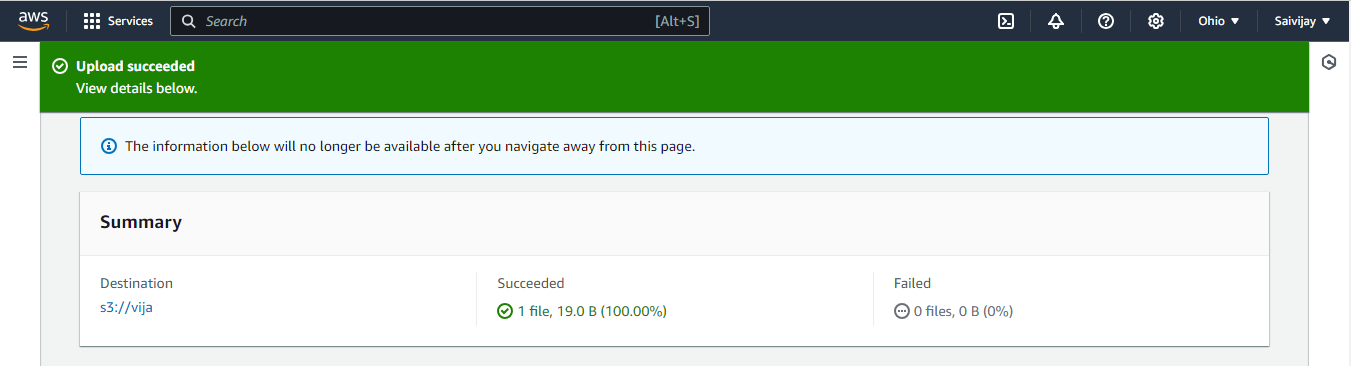 aws Services Search [Alt+S] Ohio Saivijay
Upload succeeded
View details below.
The information below will no longer be available after you navigate away from this page.
Summary
Destination Succeeded Failed
s3://vija 1 file, 19.0 B (100.00%) 0 files, 0 B (0%)